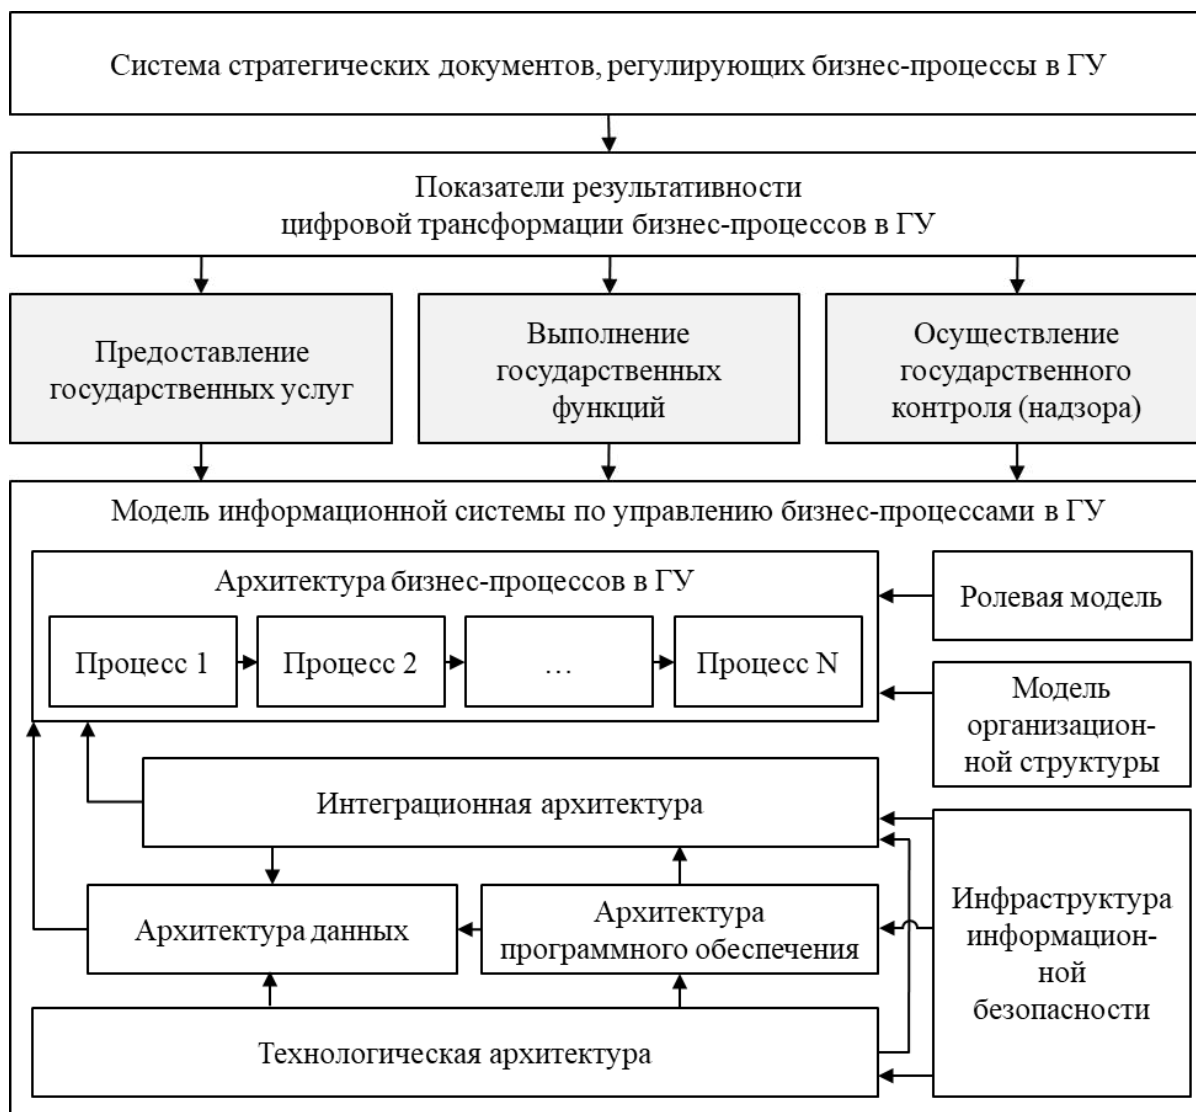 Система стратегических документов, регулирующих бизнес-процессы в ГУ
Показатели результативности
цифровой трансформации бизнес-процессов в ГУ
Предоставление
государственных услуг
Выполнение
государственных
функций
Осуществление
государственного
контроля (надзора)
Модель информационной системы по управлению бизнес-процессами в ГУ
Архитектура бизнес-процессов в ГУ
Процесс 1
Процесс 2
…
Процесс N
Ролевая модель
Модель
организацион-
ной структуры
Интеграционная архитектура
Архитектура данных
Архитектура
программного обеспечения
Инфраструктура
информацион-
ной
безопасности
Технологическая архитектура